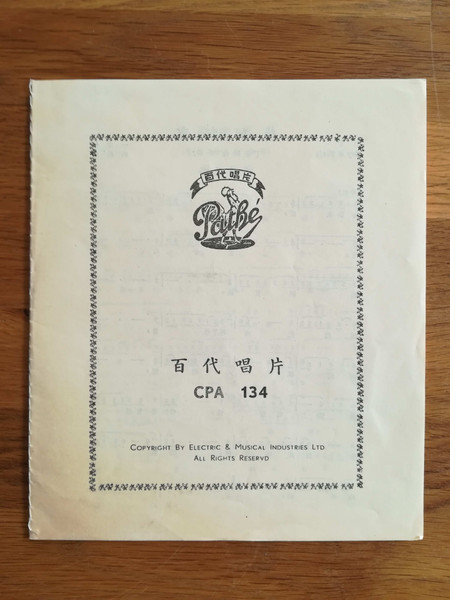 百代唱片
Pathé
百代唱片
CPA 134
COPYRIGHT BY ELECTRIC & MUSICAL INDUSTRIES LTD
ALL RIGHTS RESERVD